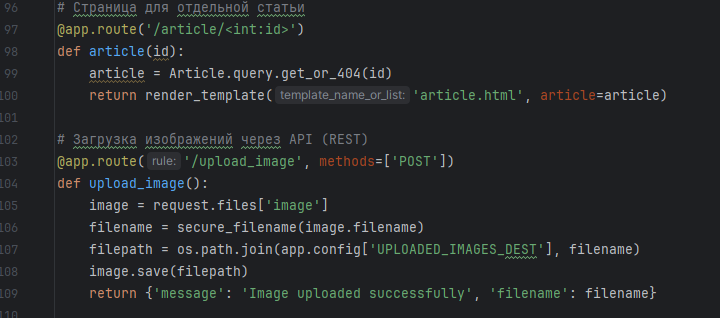 96 # Страница для отдельной статьи
97 @app.route('/article/<int:id>')
98 def article(id):
99     article = Article.query.get_or_404(id)
100     return render_template( template_name_or_list: 'article.html', article=article)
101
102 # Загрузка изображений через API (REST)
103 @app.route( rule: '/upload_image', methods=['POST'])
104 def upload_image():
105     image = request.files['image']
106     filename = secure_filename(image.filename)
107     filepath = os.path.join(app.config['UPLOADED_IMAGES_DEST'], filename)
108     image.save(filepath)
109     return {'message': 'Image uploaded successfully', 'filename': filename}
110